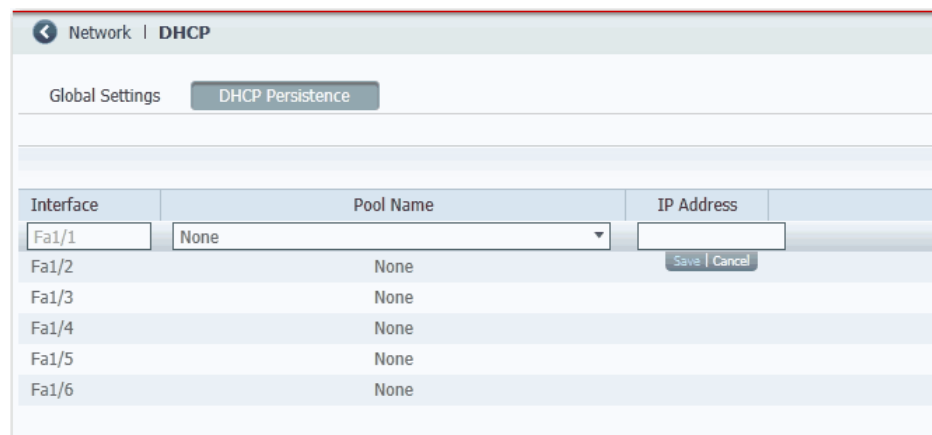 Network | DHCP
Global Settings DHCP Persistence
Interface Pool Name IP Address
Fa1/1 None
Save | Cancel
Fa1/2 None
Fa1/3 None
Fa1/4 None
Fa1/5 None
Fa1/6 None